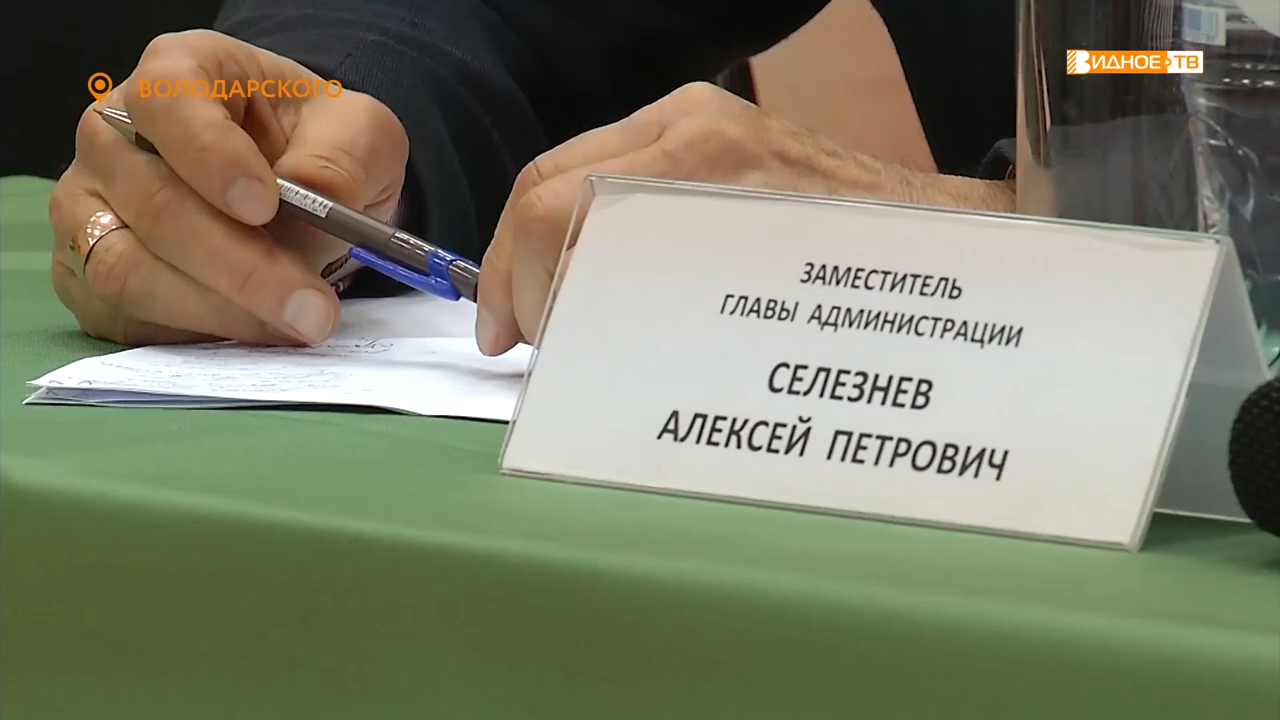 ВОЛОДАРСКОГО
ВИДНОЕ-ТВ
ЗАМЕСТИТЕЛЬ
ГЛАВЫ АДМИНИСТРАЦИИ
СЕЛЕЗНЕВ
АЛЕКСЕЙ ПЕТРОВИЧ